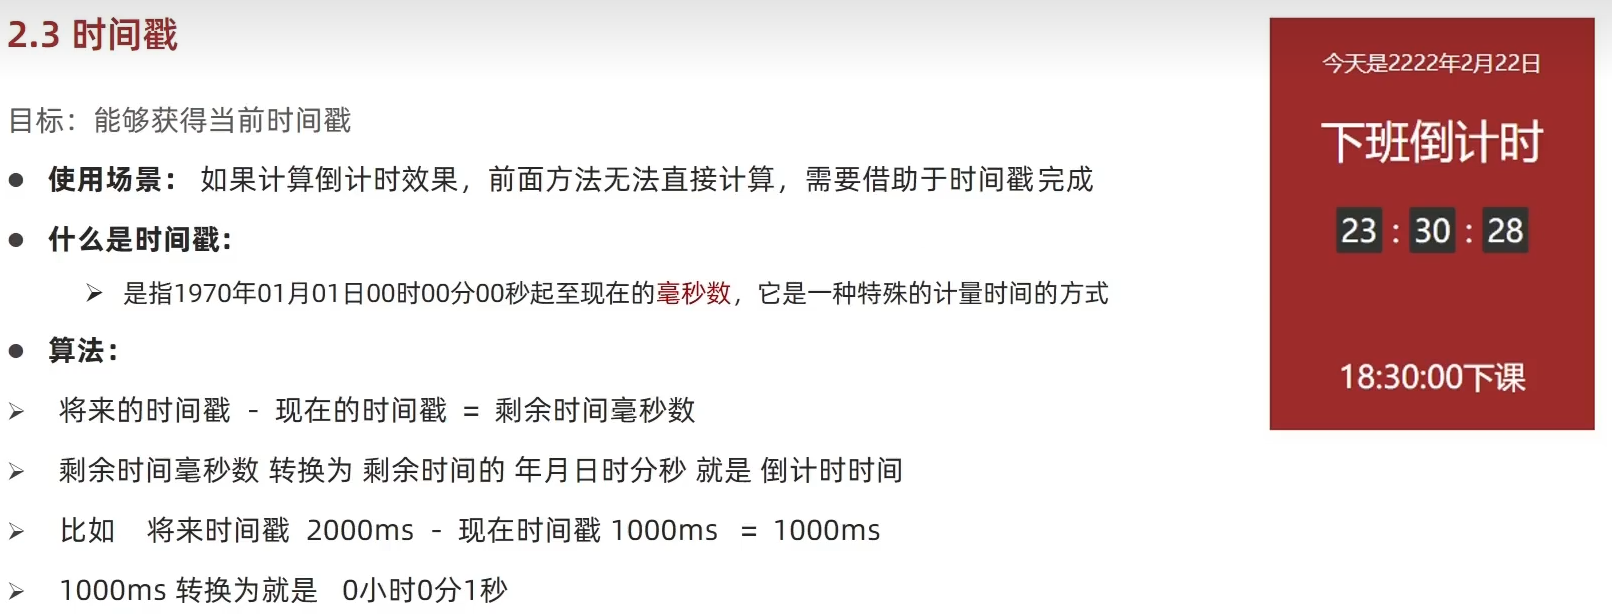 2.3 时间戳
目标：能够获得当前时间戳
● 使用场景： 如果计算倒计时效果，前面方法无法直接计算，需要借助于时间戳完成
● 什么是时间戳：
➢ 是指1970年01月01日00时00分00秒起至现在的毫秒数，它是一种特殊的计量时间的方式
● 算法：
➢ 将来的时间戳 - 现在的时间戳 = 剩余时间毫秒数
➢ 剩余时间毫秒数 转换为 剩余时间的 年月日时分秒 就是 倒计时时间
➢ 比如 将来时间戳 2000ms - 现在时间戳 1000ms = 1000ms
➢ 1000ms 转换为就是 0小时0分1秒
今天是2222年2月22日
下班倒计时
23 : 30 : 28
18:30:00下课